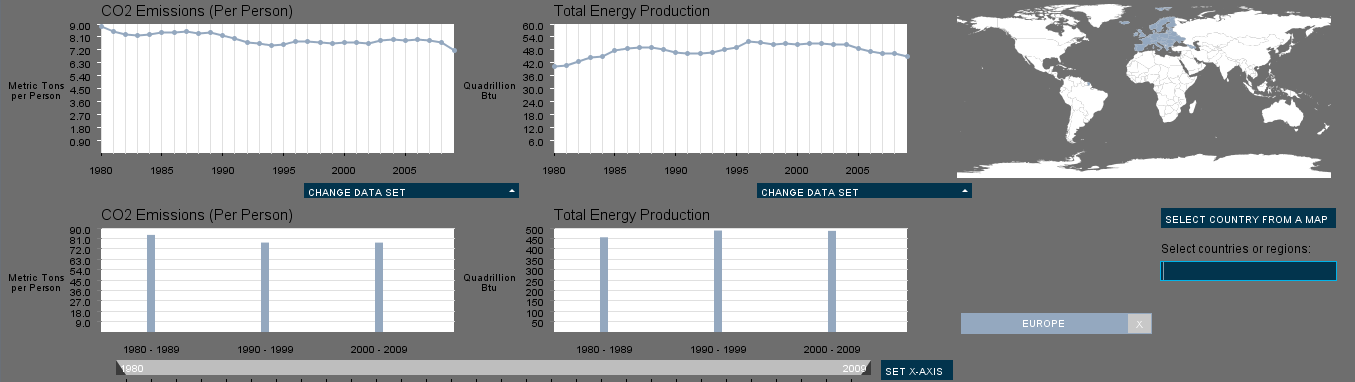 CO2 Emissions (Per Person)
9.00
8.10
7.20
6.30
5.40
4.50
3.60
2.70
1.80
0.90
Metric Tons
per Person
1980
1985
1990
1995
2000
2005
CHANGE DATA SET
Total Energy Production
60.0
54.0
48.0
42.0
36.0
30.0
24.0
18.0
12.0
6.0
Quadrillion
Btu
1980
1985
1990
1995
2000
2005
CHANGE DATA SET
CO2 Emissions (Per Person)
90.0
81.0
72.0
63.0
54.0
45.0
36.0
27.0
18.0
9.0
Metric Tons
per Person
1980 - 1989
1990 - 1999
2000 - 2009
Total Energy Production
500
450
400
350
300
250
200
150
100
50
Quadrillion
Btu
1980 - 1989
1990 - 1999
2000 - 2009
SELECT COUNTRY FROM A MAP
Select countries or regions:
EUROPE X
1980
2009
SET X-AXIS